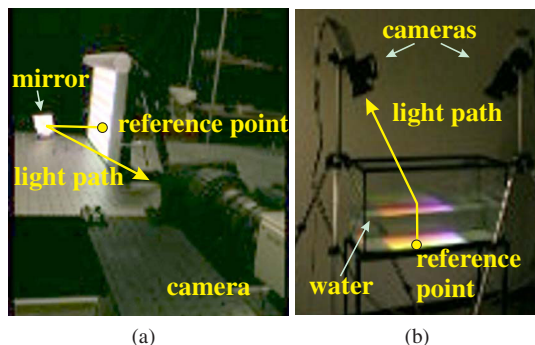 mirror
reference point
light path
camera
cameras
light path
water
reference
point
(a)
(b)